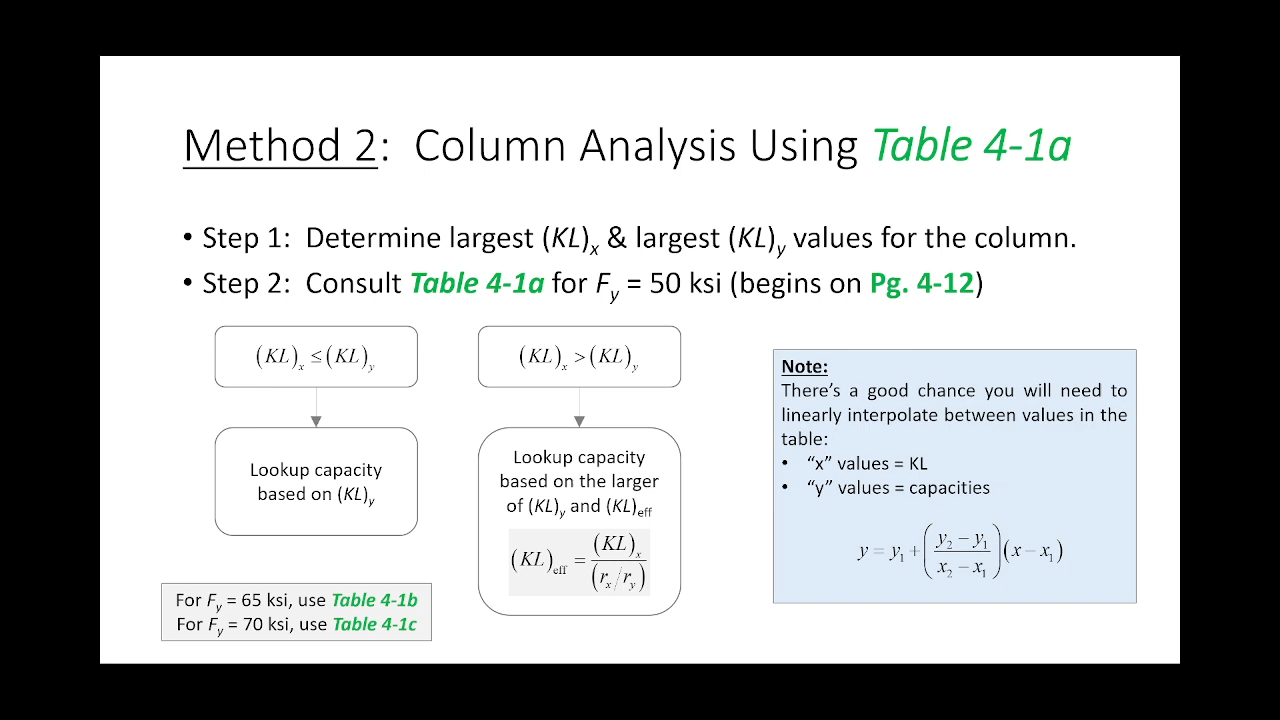 Method 2: Column Analysis Using Table 4-1a
• Step 1: Determine largest (KL)x & largest (KL)y values for the column.
• Step 2: Consult Table 4-1a for Fy = 50 ksi (begins on Pg. 4-12)
(KL)x ≤ (KL)y
Lookup capacity
based on (KL)y
(KL)x > (KL)y
Lookup capacity
based on the larger
of (KL)y and (KL)eff
(KL)eff = (KL)x / (rx/ry)
For Fy = 65 ksi, use Table 4-1b
For Fy = 70 ksi, use Table 4-1c
Note:
There’s a good chance you will need to
linearly interpolate between values in the
table:
• “x” values = KL
• “y” values = capacities
y = y1 + ((y2 − y1) / (x2 − x1)) (x − x1)